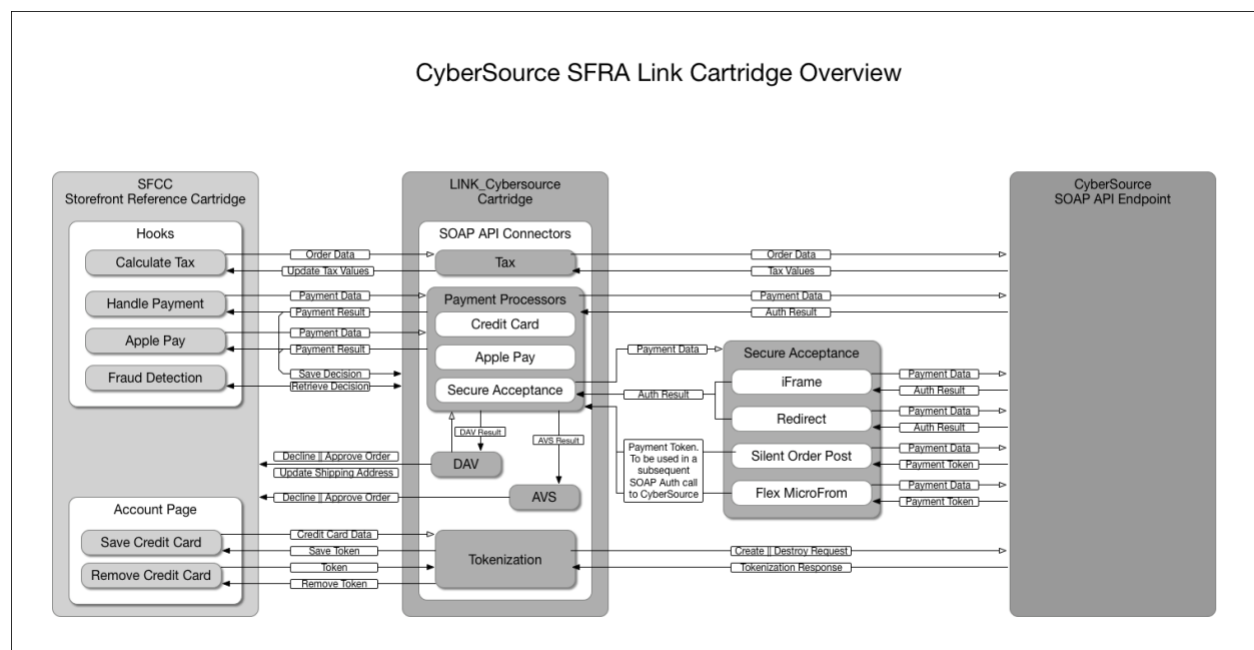 CyberSource SFRA Link Cartridge Overview
SFCC
Storefront Reference Cartridge
LINK_Cybersource
Cartridge
CyberSource
SOAP API Endpoint
Hooks
SOAP API Connectors
Calculate Tax
Order Data
Update Tax Values
Tax
Order Data
Tax Values
Handle Payment
Payment Data
Payment Result
Payment Processors
Payment Data
Auth Result
Credit Card
Apple Pay
Payment Data
Payment Result
Apple Pay
Payment Data
Secure Acceptance
Fraud Detection
Save Decision
Retrieve Decision
Secure Acceptance
Auth Result
iFrame
Payment Data
Auth Result
Redirect
Payment Data
Auth Result
DAV Result
AVS Result
Payment Token.
To be used in a
subsequent
SOAP Auth call
to CyberSource
Silent Order Post
Payment Data
Payment Token
Decline || Approve Order
Update Shipping Address
DAV
Flex MicroFrom
Payment Data
Payment Token
Decline || Approve Order
AVS
Account Page
Save Credit Card
Credit Card Data
Save Token
Tokenization
Create || Destroy Request
Tokenization Response
Remove Credit Card
Token
Remove Token